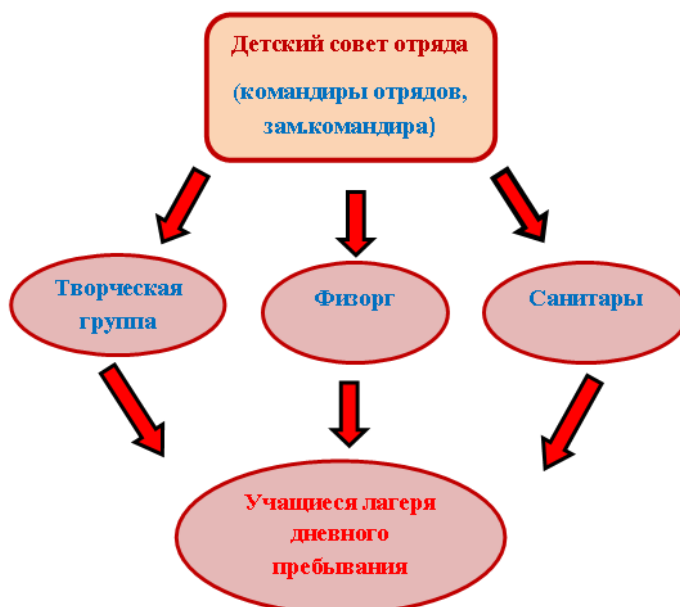 Детский совет отряда
(командиры отрядов,
зам.командира)
Творческая
группа
Физорг
Санитары
Учащиеся лагеря
дневного
пребывания